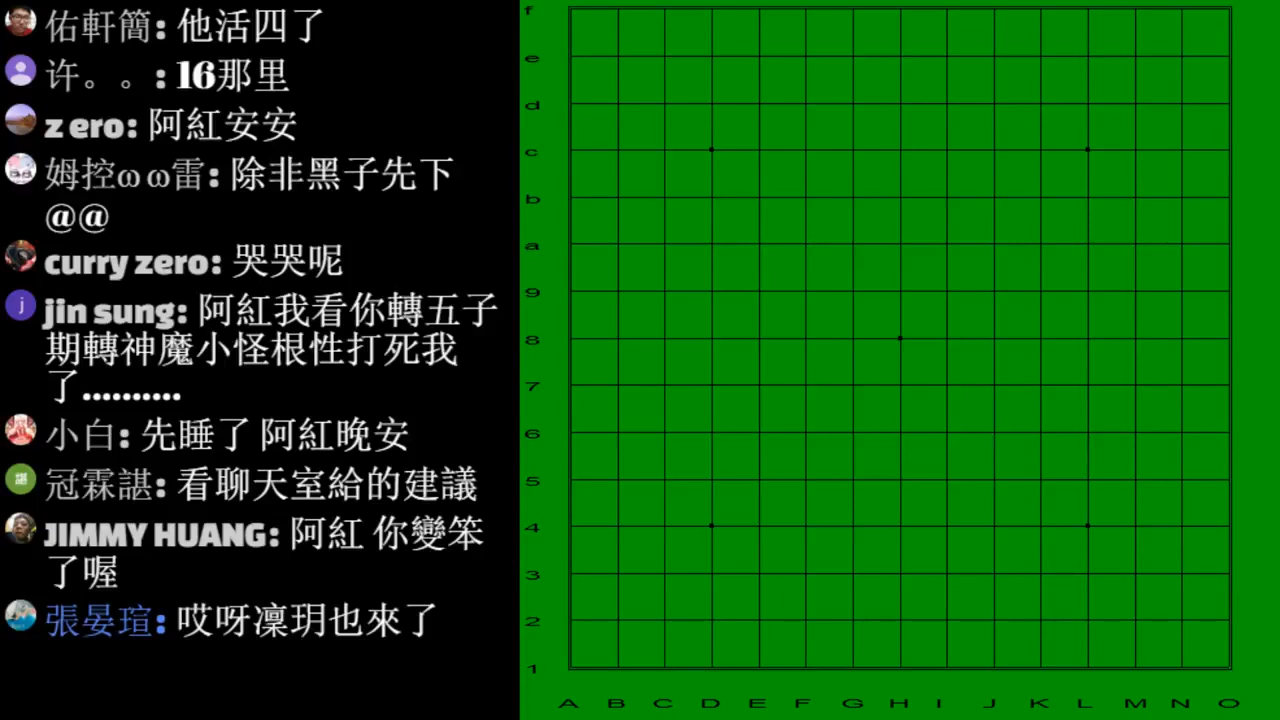 佑軒簡: 他活四了
许。。: 16那里
z ero: 阿紅安安
姆控ω ω雷: 除非黑子先下
@@
curry zero: 哭哭呢
j
jin sung: 阿紅我看你轉五子
期轉神魔小怪根性打死我
了..........
小白: 先睡了 阿紅晚安
諶
冠霖諶: 看聊天室給的建議
JIMMY HUANG: 阿紅 你變笨
了喔
張晏瑄: 哎呀凜玥也來了
f
e
d
c
b
a
9
8
7
6
5
4
3
2
1
A B C D E F G H I J K L M N O